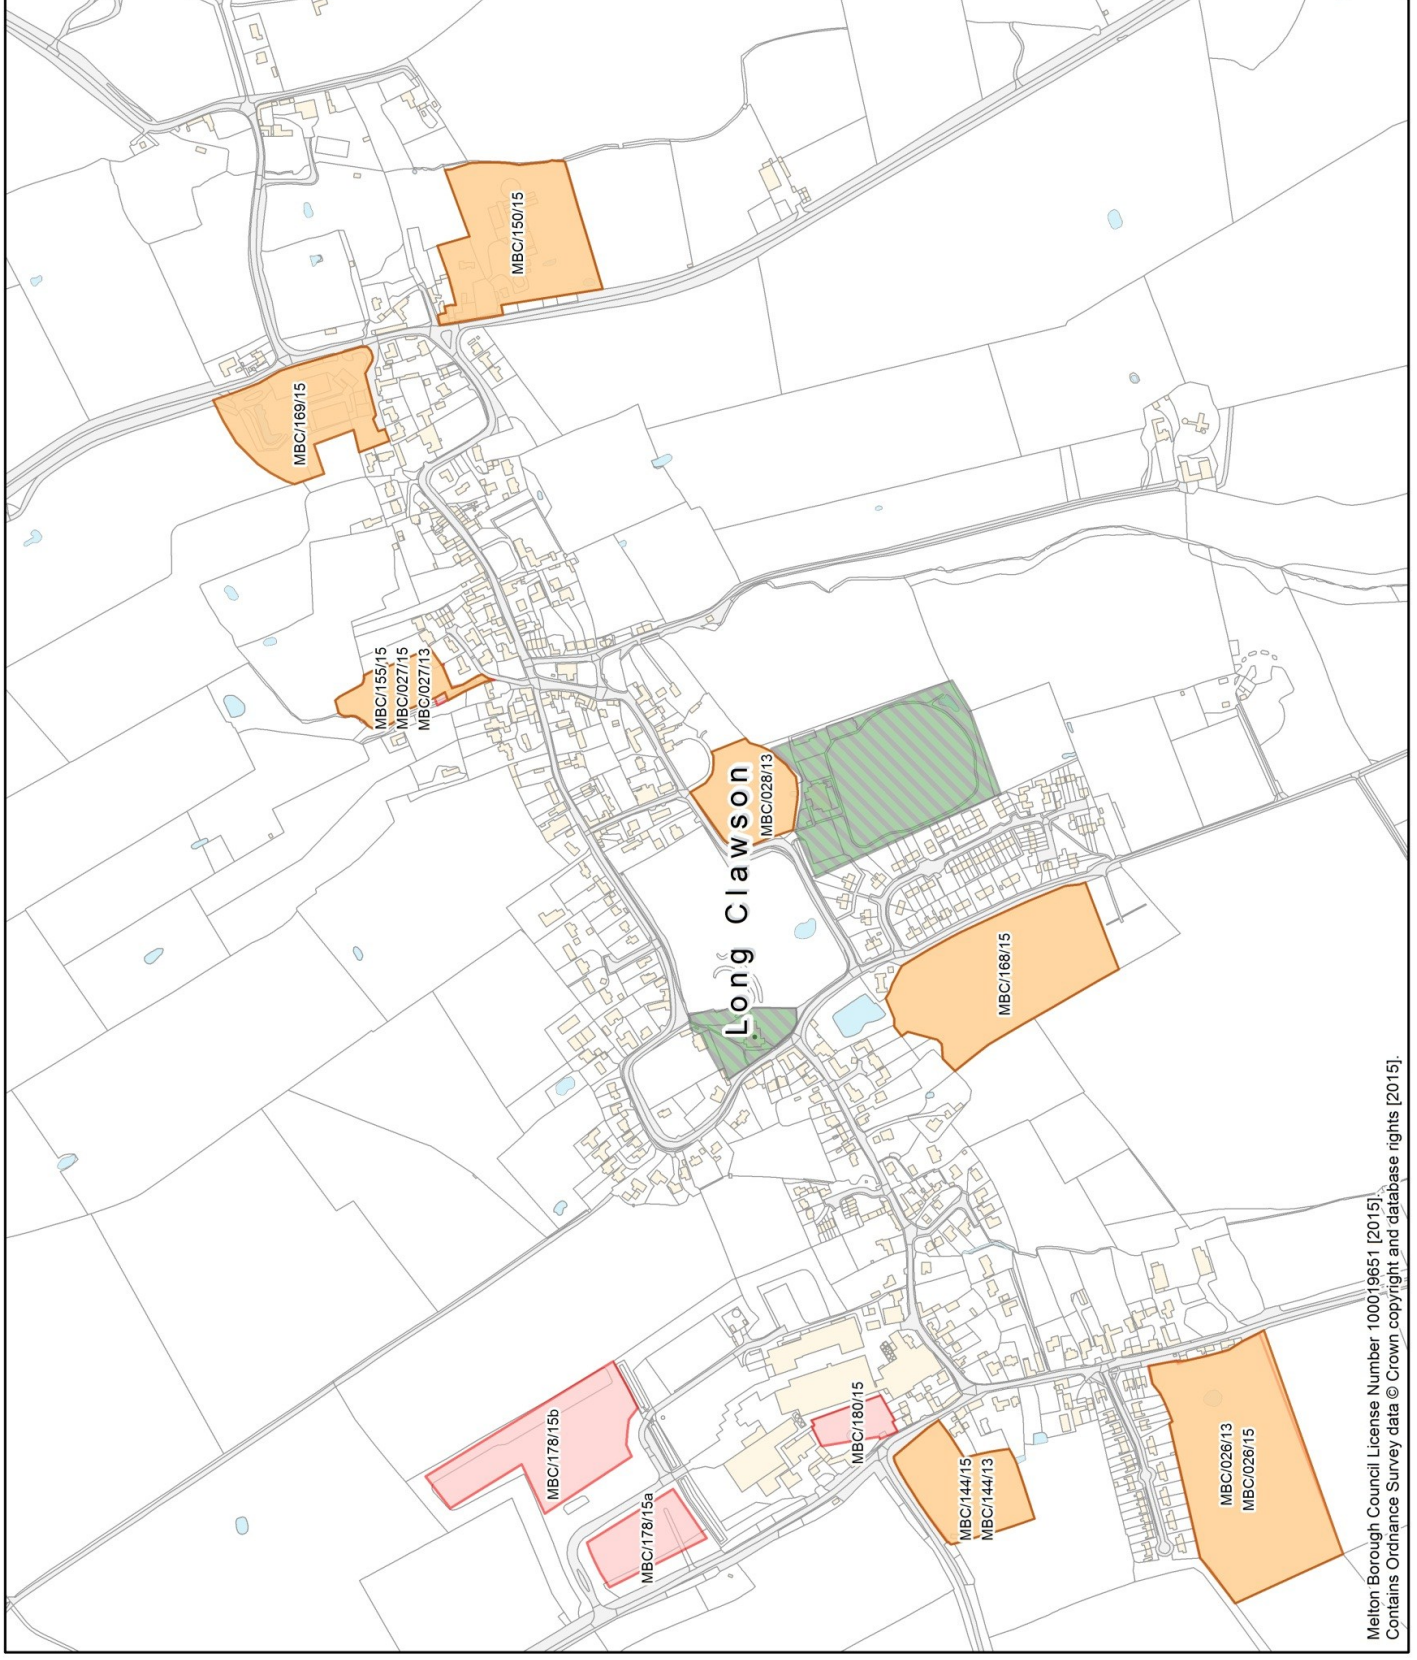 MBC/178/15a
MBC/178/15b
MBC/180/15
MBC/144/15
MBC/144/13
MBC/026/13
MBC/026/15
Long Clawson
MBC/168/15
MBC/028/13
MBC/155/15
MBC/027/15
MBC/027/13
MBC/169/15
MBC/150/15
Melton Borough Council License Number 100019651 [2015].
Contains Ordnance Survey data © Crown copyright and database rights [2015].